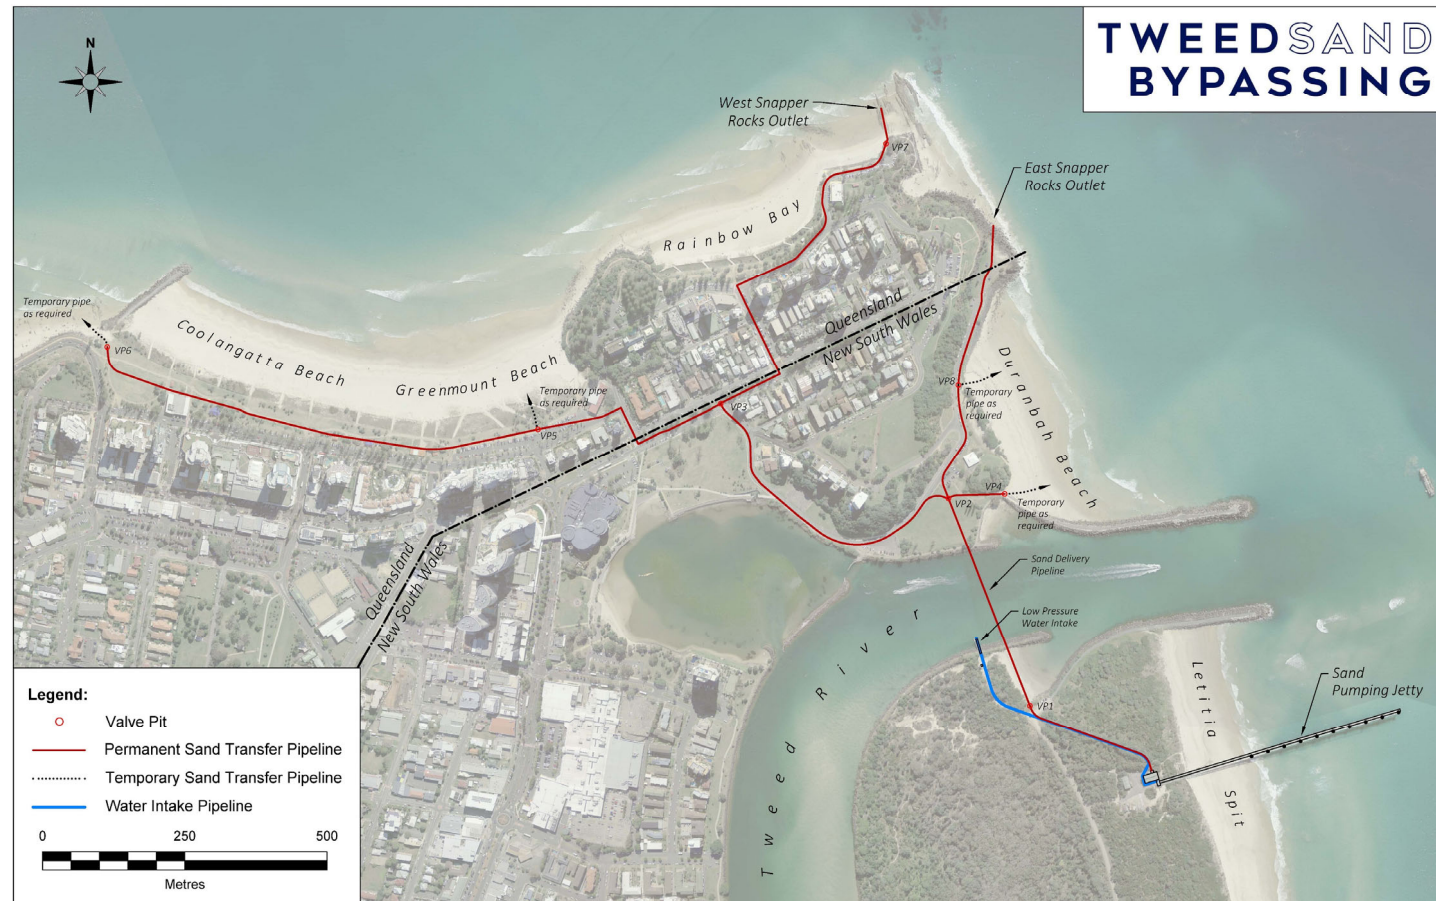 TWEEDSAND
BYPASSING
N
West Snapper
Rocks Outlet
VP7
East Snapper
Rocks Outlet
Rainbow Bay
Temporary pipe
as required
VP6
Coolangatta Beach
Greenmount Beach
Temporary pipe
as required
VP5
VP3
Queensland
New South Wales
VP8
Temporary
pipe as
required
Duranbah Beach
VP4
VP2
Temporary
pipe as
required
Queensland
New South Wales
Sand Delivery
Pipeline
Low Pressure
Water Intake
Tweed River
VP1
Letitia Spit
Sand
Pumping Jetty
Legend:
Valve Pit
Permanent Sand Transfer Pipeline
Temporary Sand Transfer Pipeline
Water Intake Pipeline
0 250 500
Metres